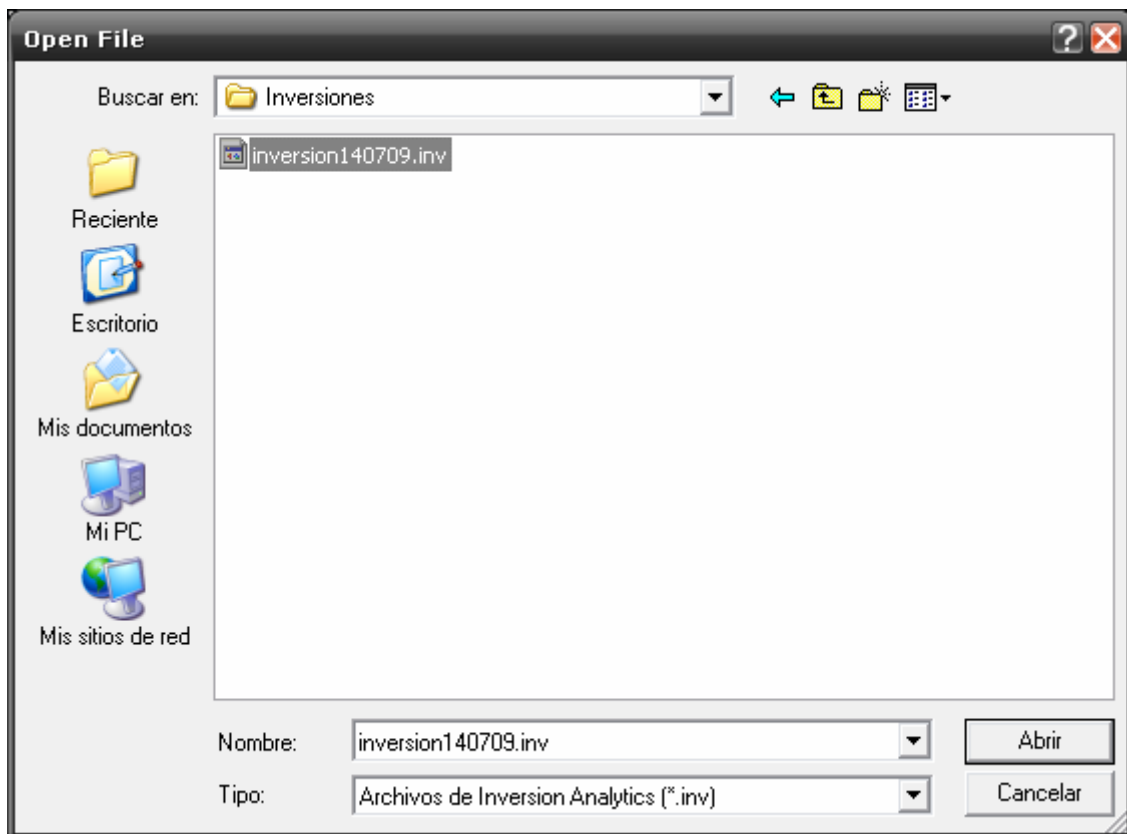 Open File
Buscar en:
Inversiones
inversion140709.inv
Reciente
Escritorio
Mis documentos
Mi PC
Mis sitios de red
Nombre:
inversion140709.inv
Abrir
Tipo:
Archivos de Inversion Analytics (*.inv)
Cancelar